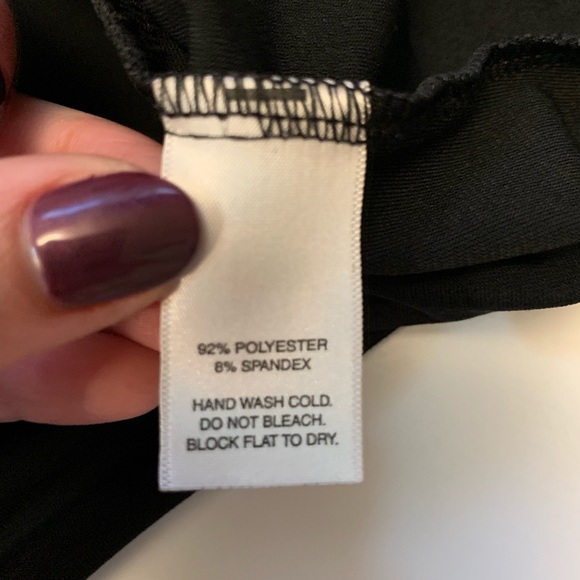 92% POLYESTER
8% SPANDEX
HAND WASH COLD.
DO NOT BLEACH.
BLOCK FLAT TO DRY.